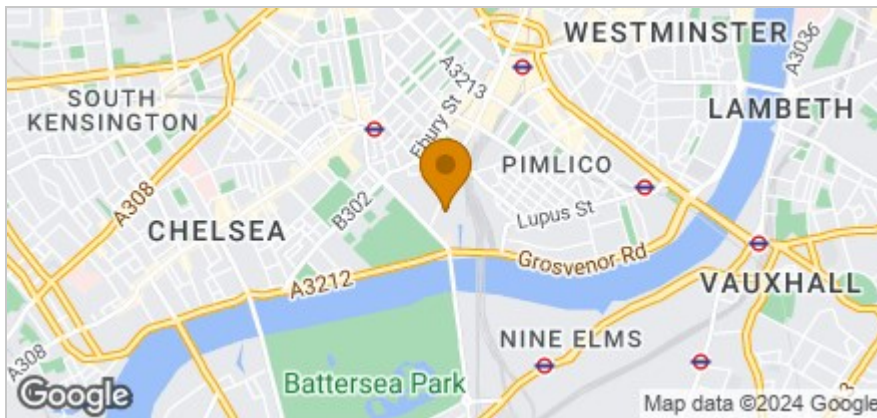 WESTMINSTER
A3036
A3213
SOUTH
KENSINGTON
LAMBETH
Ebury St
PIMLICO
A308
B302
Lupus St
CHELSEA
Grosvenor Rd
A3212
VAUXHALL
A308
NINE ELMS
Battersea Park
Google
Map data ©2024 Google